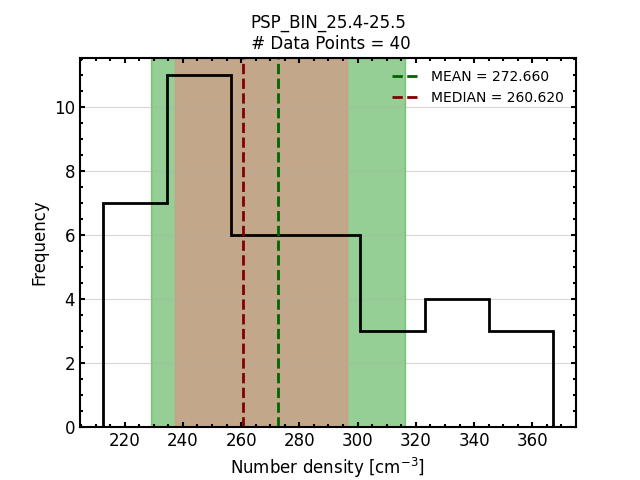 PSP_BIN_25.4-25.5
# Data Points = 40
MEAN = 272.660
MEDIAN = 260.620
Frequency
10
8
6
4
2
0
220 240 260 280 300 320 340 360
Number density [cm⁻³]